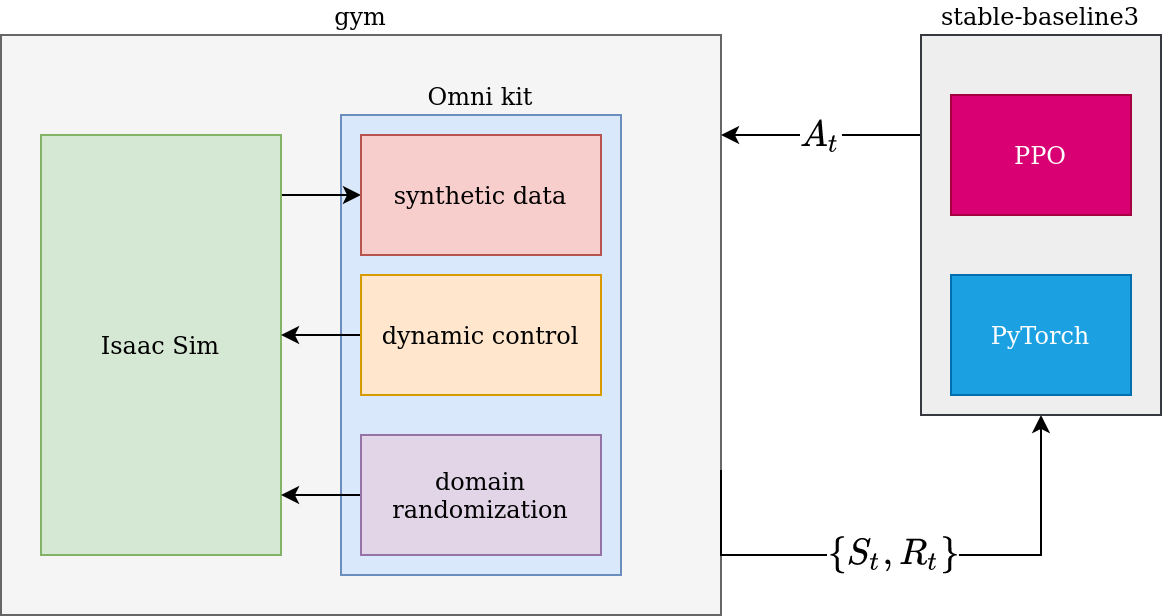 gym
stable-baseline3
Omni kit
synthetic data
dynamic control
domain
randomization
Isaac Sim
A_t
PPO
PyTorch
{S_t, R_t}